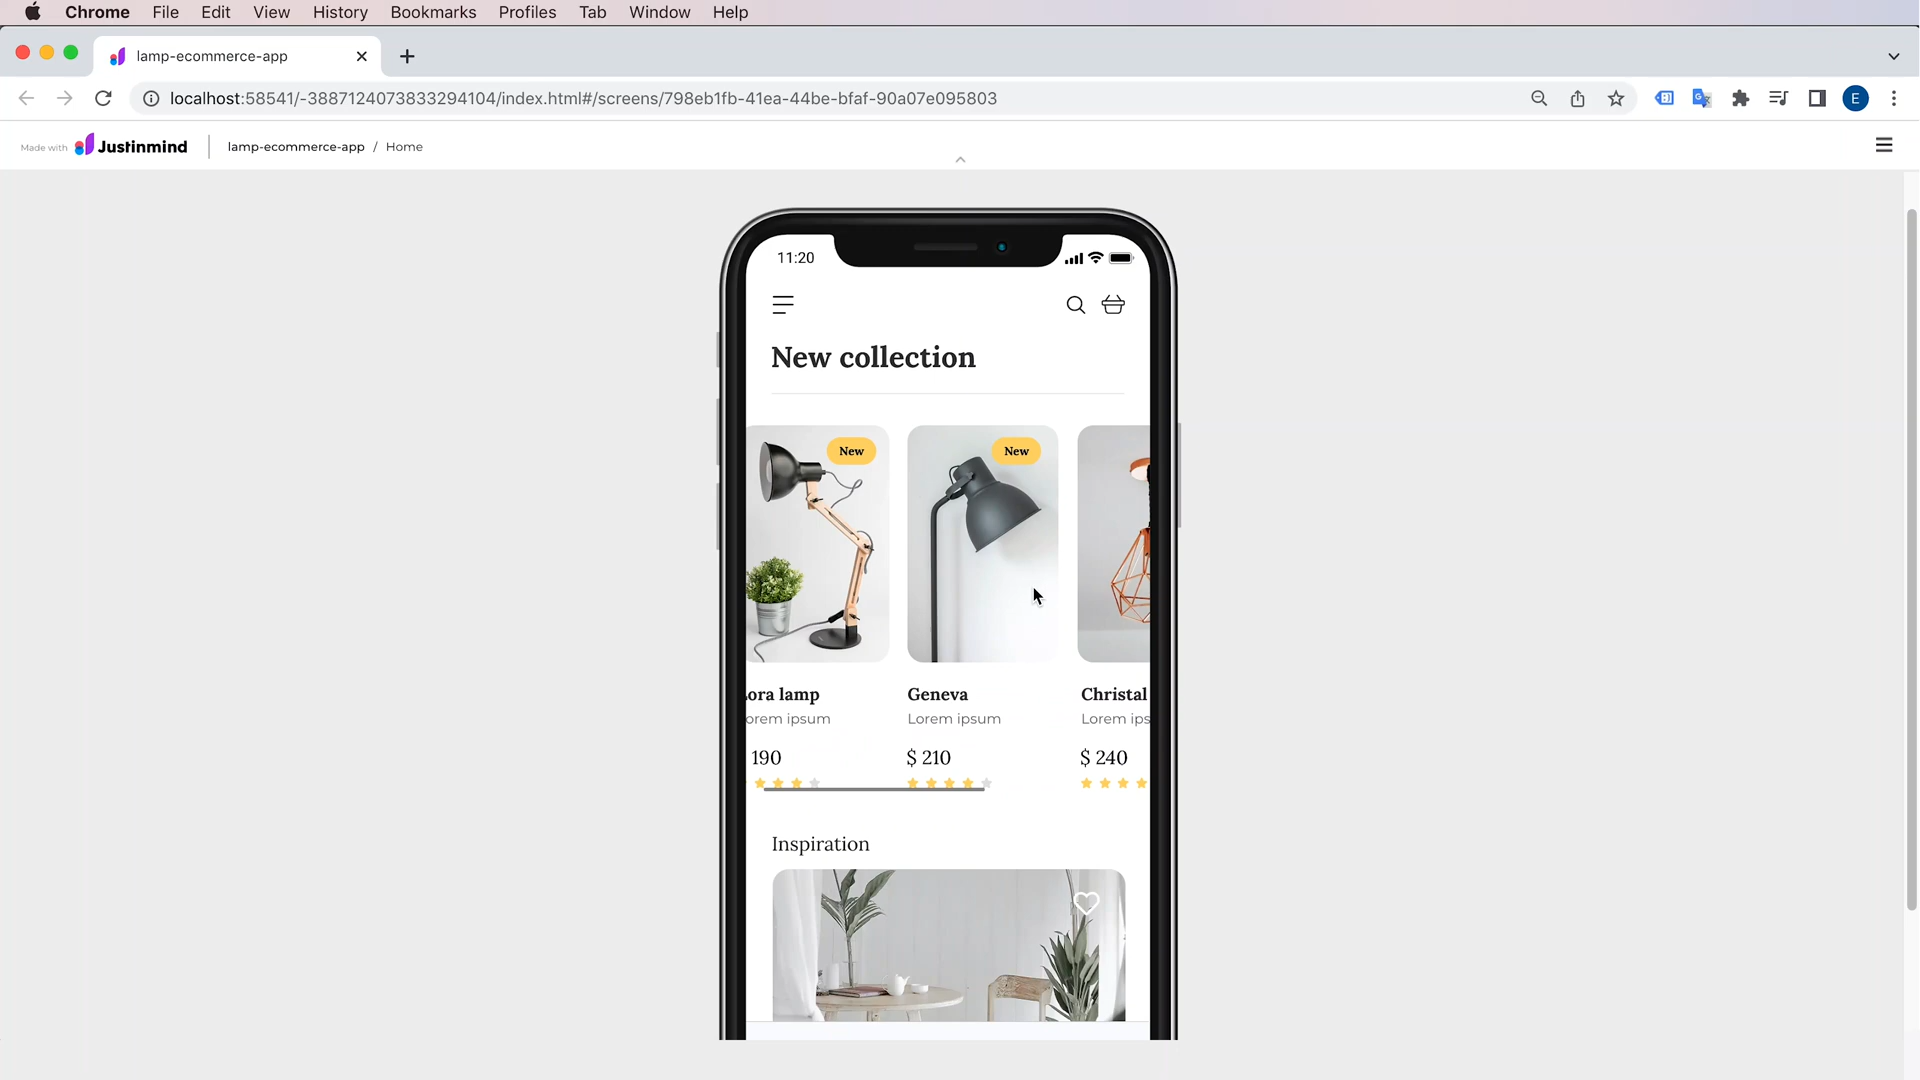 Chrome File Edit View History Bookmarks Profiles Tab Window Help
lamp-ecommerce-app
localhost:58541/-3887124073833294104/index.html#/screens/798eb1fb-41ea-44be-bfaf-90a07e095803
E
Made with Justinmind lamp-ecommerce-app / Home
11:20
New collection
New New
ora lamp Geneva Christal
orem ipsum Lorem ipsum Lorem ips
190 $ 210 $ 240
Inspiration